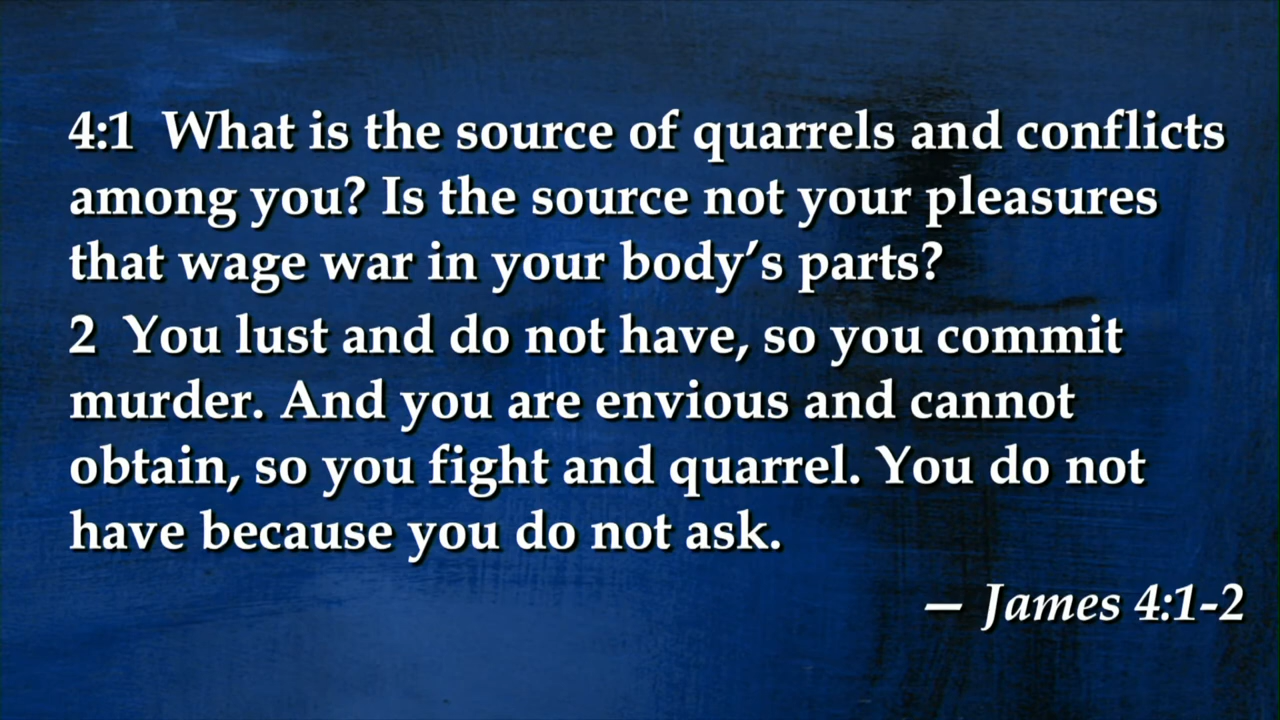 4:1 What is the source of quarrels and conflicts
among you? Is the source not your pleasures
that wage war in your body’s parts?
2 You lust and do not have, so you commit
murder. And you are envious and cannot
obtain, so you fight and quarrel. You do not
have because you do not ask.
— James 4:1-2